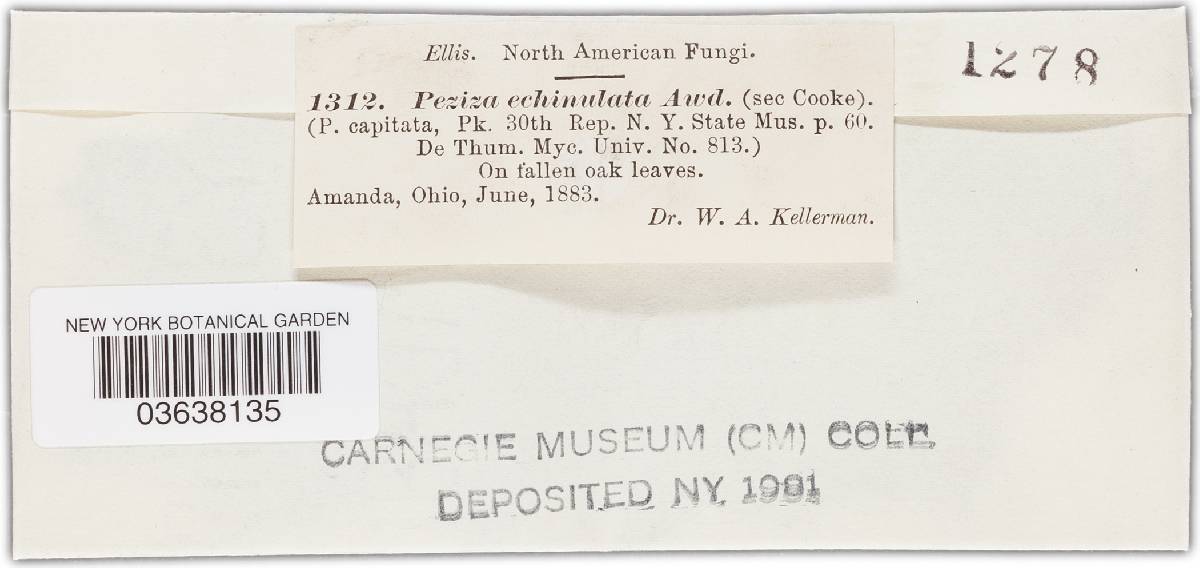 Ellis. North American Fungi.
1278
1312. Peziza echinulata Awd. (sec Cooke).
(P. capitata, Pk. 30th Rep. N. Y. State Mus. p. 60.
De Thum. Myc. Univ. No. 813.)
On fallen oak leaves.
Amanda, Ohio, June, 1883.
Dr. W. A. Kellerman.
NEW YORK BOTANICAL GARDEN
03638135
CARNEGIE MUSEUM (CM) COLL.
DEPOSITED NY 1981